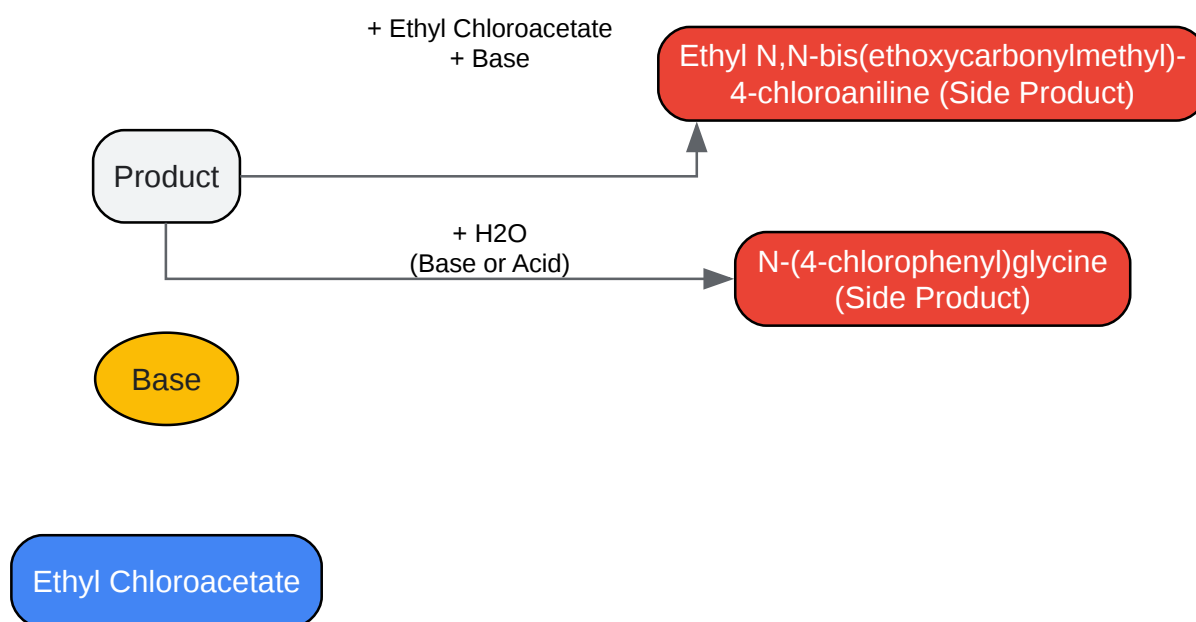 + Ethyl Chloroacetate
+ Base
Ethyl N,N-bis(ethoxycarbonylmethyl)-
4-chloroaniline (Side Product)
Product
+ H2O
(Base or Acid)
N-(4-chlorophenyl)glycine
(Side Product)
Base
Ethyl Chloroacetate